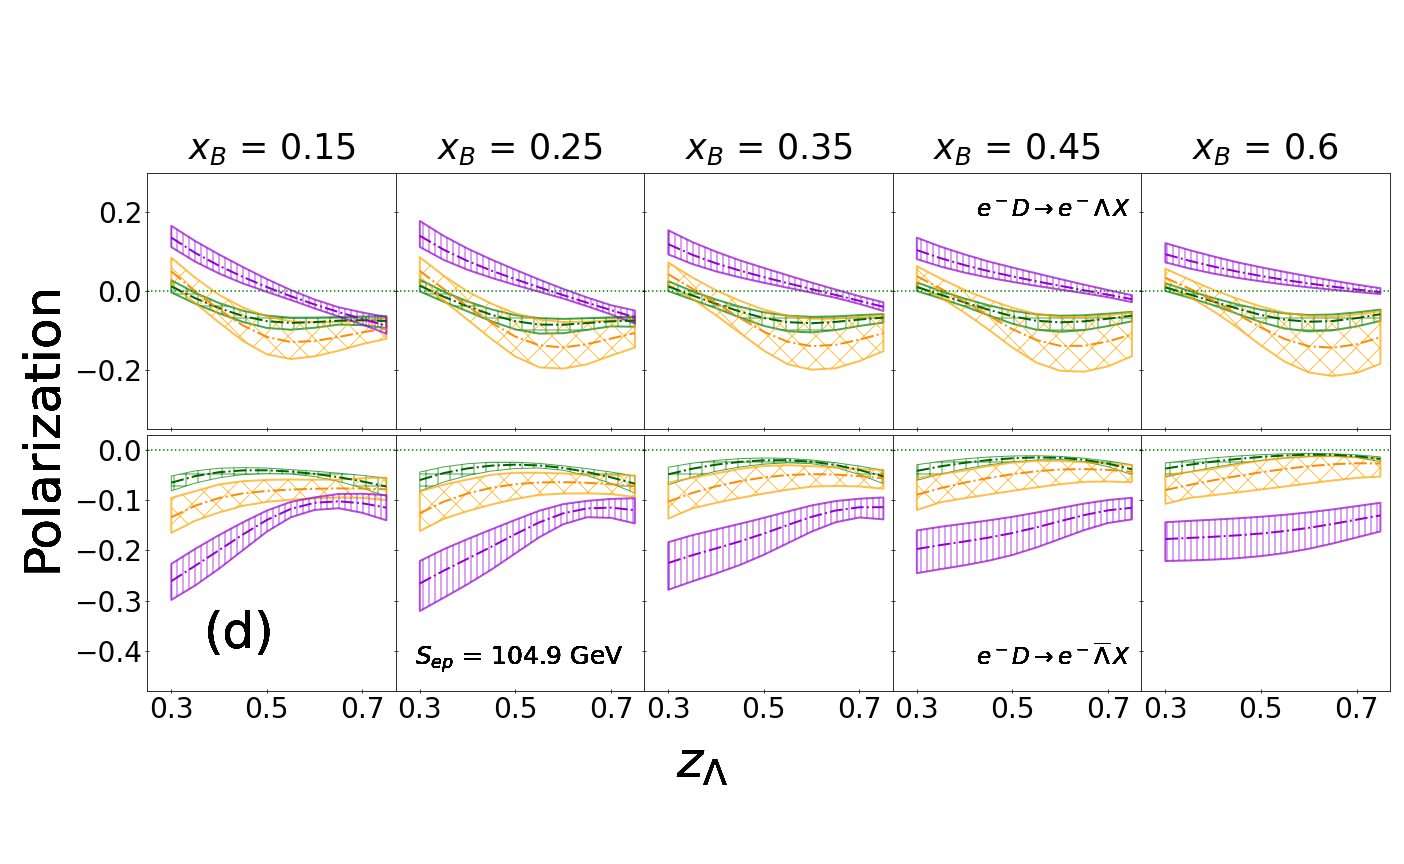 x_B = 0.15 x_B = 0.25 x_B = 0.35 x_B = 0.45 x_B = 0.6
0.2
e⁻D→e⁻ΛX
0.0
−0.2
Polarization
0.0
−0.1
−0.2
−0.3
(d)
−0.4
S_ep = 104.9 GeV
e⁻D→e⁻Λ̅X
0.3 0.5 0.7 0.3 0.5 0.7 0.3 0.5 0.7 0.3 0.5 0.7 0.3 0.5 0.7
z_Λ